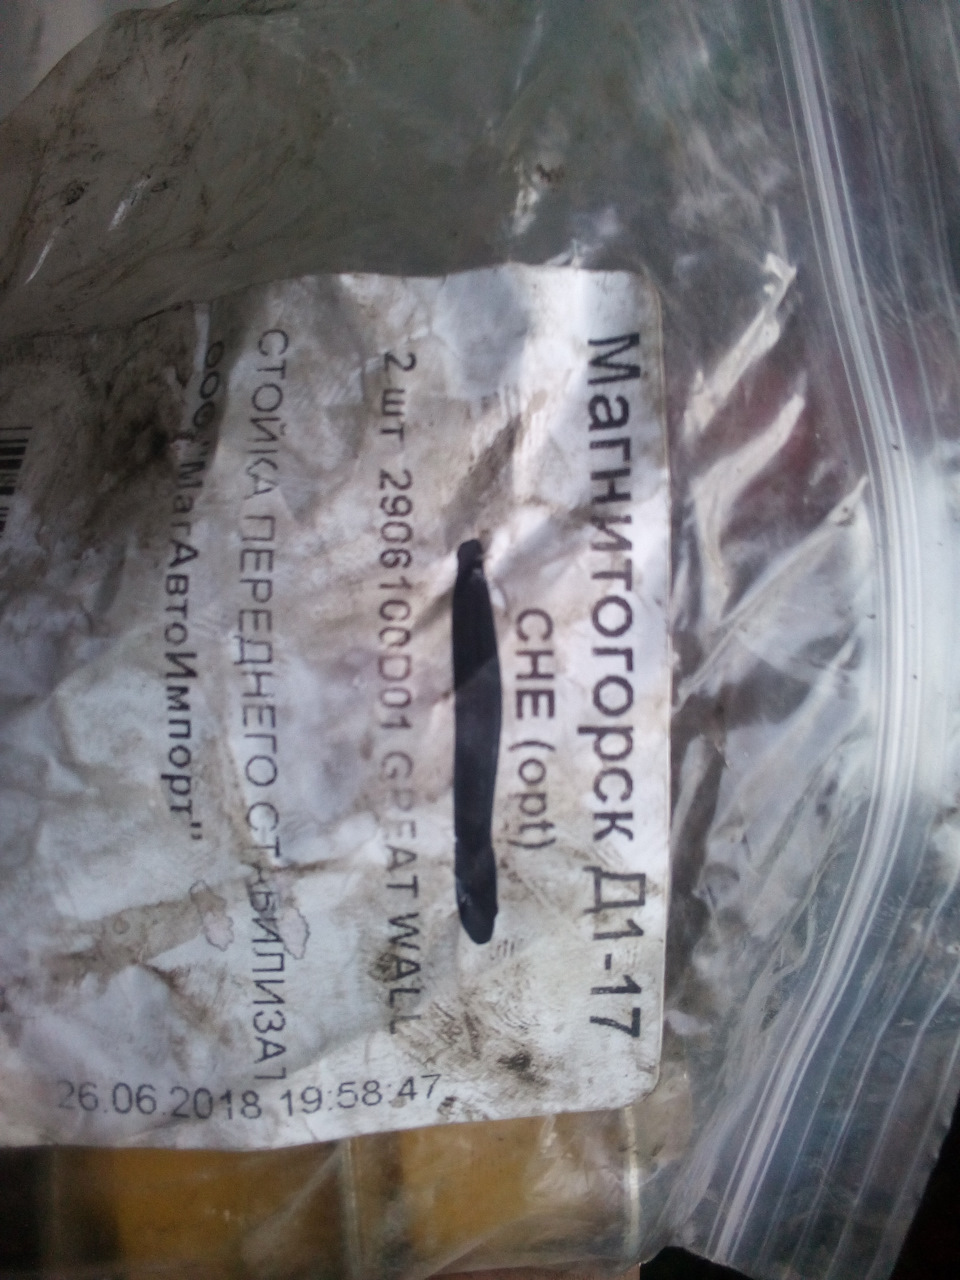 Магнитогорск Д1-17
CHE (opt)
2 шт 2906100D01 GREAT WALL
СТОЙКА ПЕРЕДНЕГО СТАБИЛИЗАТ
ООО "МагАвтоИмпорт"
26.06.2018 19:58:47